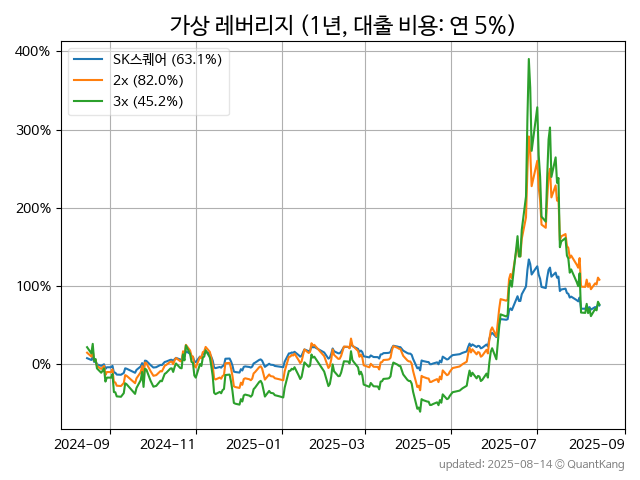 가상 레버리지 (1년, 대출 비용: 연 5%)
400%
300%
200%
100%
0%
SK스퀘어 (63.1%)
2x (82.0%)
3x (45.2%)
2024-09 2024-11 2025-01 2025-03 2025-05 2025-07 2025-09
updated: 2025-08-14 © QuantKang